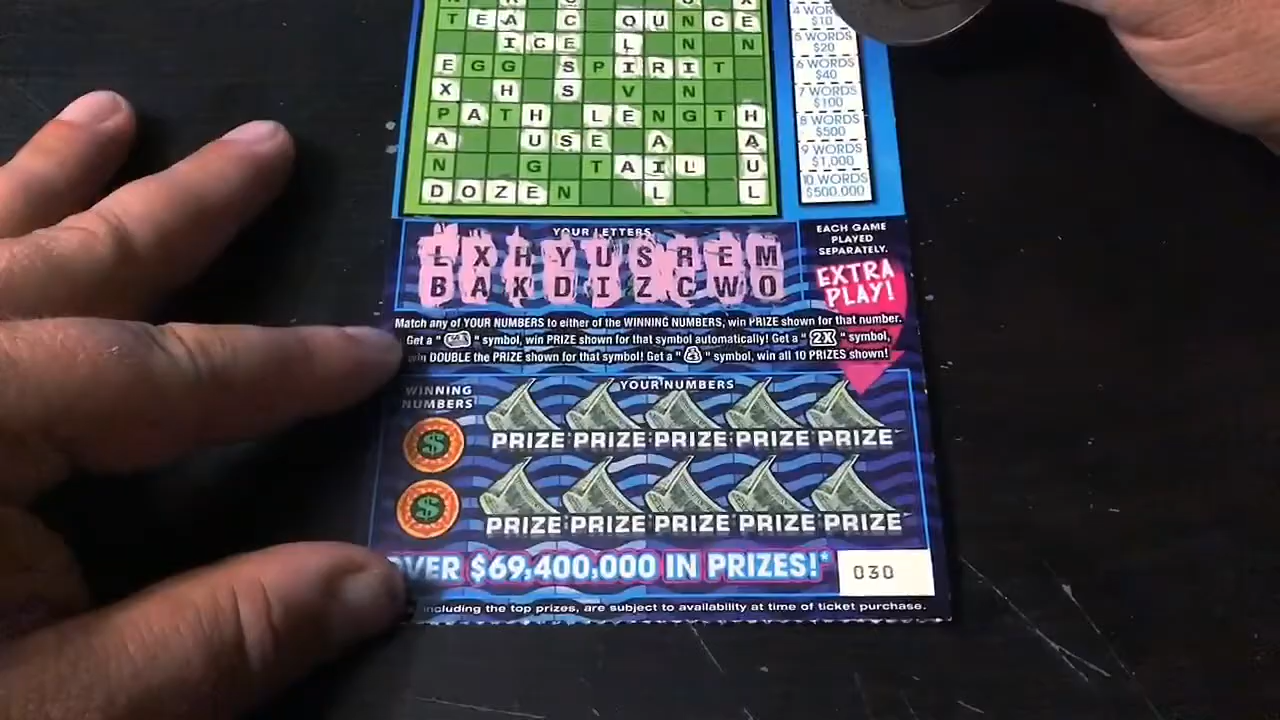 TEA C OUNCE
ICE L N N
EGG S SPIRIT
X H S V N
PATH LENGTH
A USE A A
N G TAIL U
DOZEN L L
4 WORDS
$10
5 WORDS
$20
6 WORDS
$40
7 WORDS
$100
8 WORDS
$500
9 WORDS
$1,000
10 WORDS
$500,000
YOUR LETTERS
L X H Y U S R E M
B A K D I Z C W O
EACH GAME
PLAYED
SEPARATELY.
EXTRA
PLAY!
Match any of YOUR NUMBERS to either of the WINNING NUMBERS, win PRIZE shown for that number.
Get a " " symbol, win PRIZE shown for that symbol automatically! Get a " 2X " symbol,
win DOUBLE the PRIZE shown for that symbol! Get a " " symbol, win all 10 PRIZES shown!
WINNING
NUMBERS
YOUR NUMBERS
$
$
PRIZE PRIZE PRIZE PRIZE PRIZE
PRIZE PRIZE PRIZE PRIZE PRIZE
OVER $69,400,000 IN PRIZES!*
030
including the top prizes, are subject to availability at time of ticket purchase.